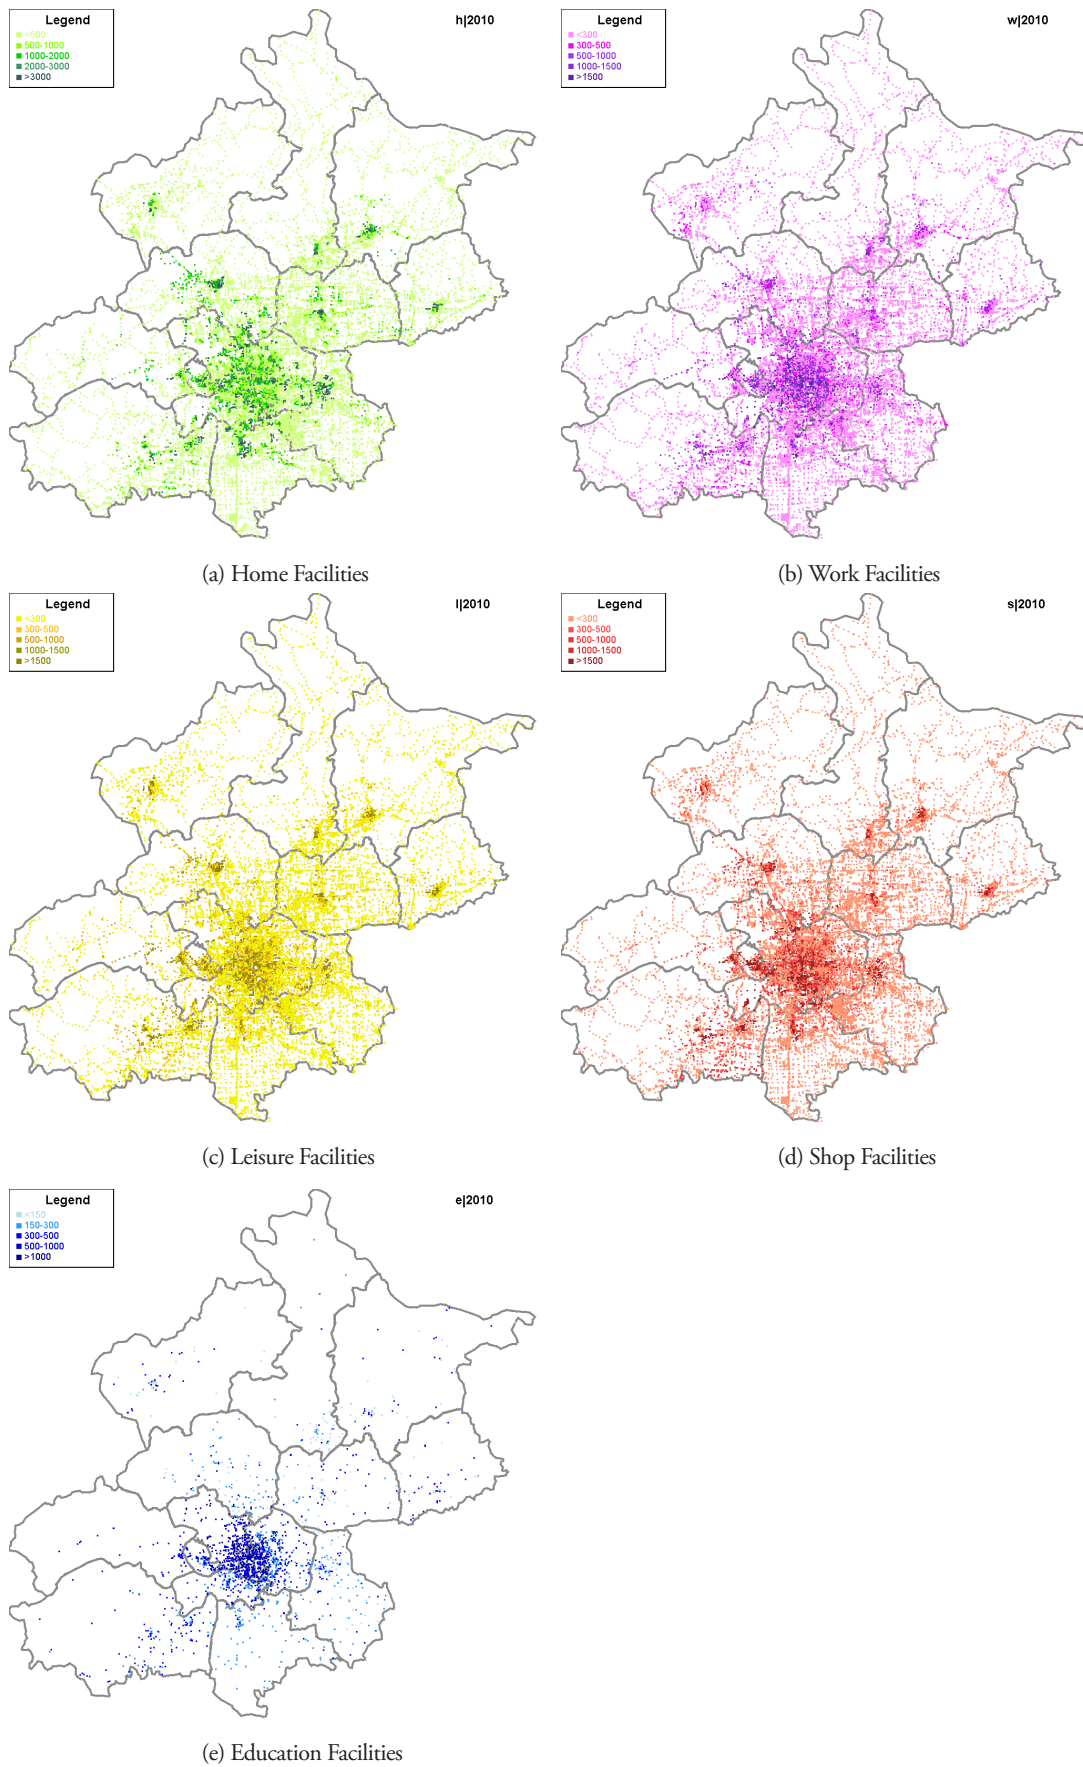 Legend
h|2010
<500
500-1000
1000-2000
2000-3000
>3000
(a) Home Facilities
Legend
w|2010
<300
300-500
500-1000
1000-1500
>1500
(b) Work Facilities
Legend
l|2010
<300
300-500
500-1000
1000-1500
>1500
(c) Leisure Facilities
Legend
s|2010
<300
300-500
500-1000
1000-1500
>1500
(d) Shop Facilities
Legend
e|2010
<150
150-300
300-500
500-1000
>1000
(e) Education Facilities